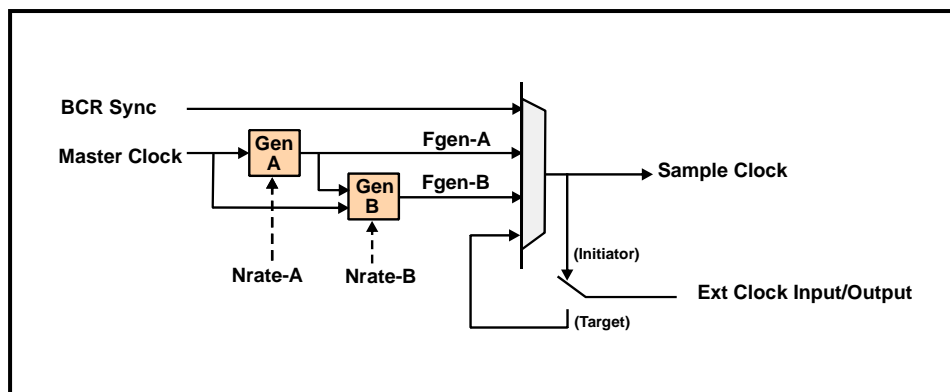 BCR Sync
Master Clock
Gen
A
Fgen-A
Gen
B
Fgen-B
Sample Clock
Nrate-A
Nrate-B
(Initiator)
Ext Clock Input/Output
(Target)